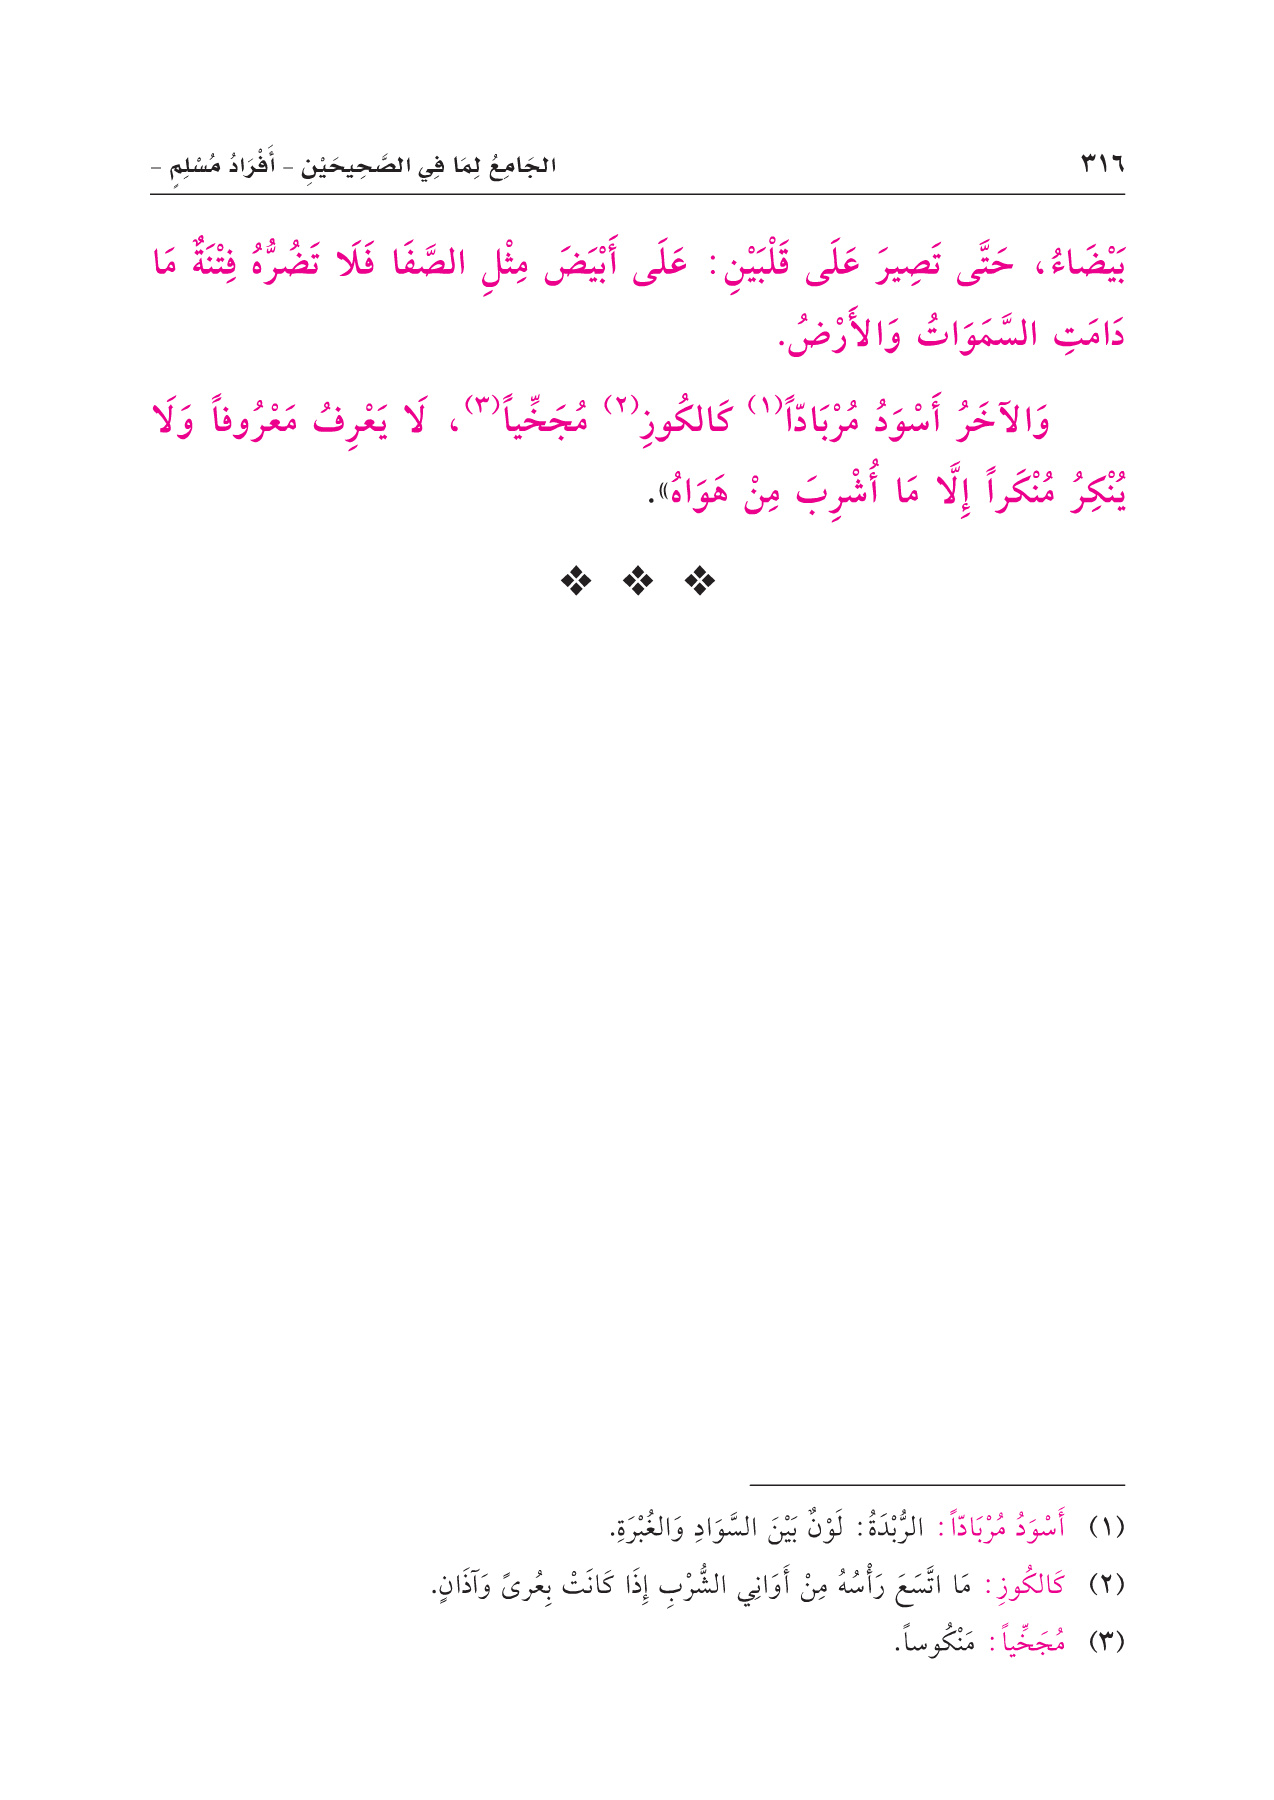 ٣١٦
الجَامِعُ لِمَا فِي الصَّحِيحَيْنِ - أَفْرَادُ مُسْلِمٍ -
بَيْضَاءُ، حَتَّى تَصِيرَ عَلَى قَلْبَيْنِ: عَلَى أَبْيَضَ مِثْلِ الصَّفَا فَلَا تَضُرُّهُ فِتْنَةٌ مَا
دَامَتِ السَّمَوَاتُ وَالأَرْضُ.
وَالآخَرُ أَسْوَدُ مُرْبَادّاً(١) كَالكُوزِ(٢) مُجَخِّياً(٣)، لَا يَعْرِفُ مَعْرُوفاً وَلَا
يُنْكِرُ مُنْكَراً إِلَّا مَا أُشْرِبَ مِنْ هَوَاهُ».
❖ ❖ ❖
(١) أَسْوَدُ مُرْبَادّاً: الرُّبْدَةُ: لَوْنٌ بَيْنَ السَّوَادِ وَالغُبْرَةِ.
(٢) كَالكُوزِ: مَا اتَّسَعَ رَأْسُهُ مِنْ أَوَانِي الشُّرْبِ إِذَا كَانَتْ بِعُرىً وَآذَانٍ.
(٣) مُجَخِّياً: مَنْكُوساً.